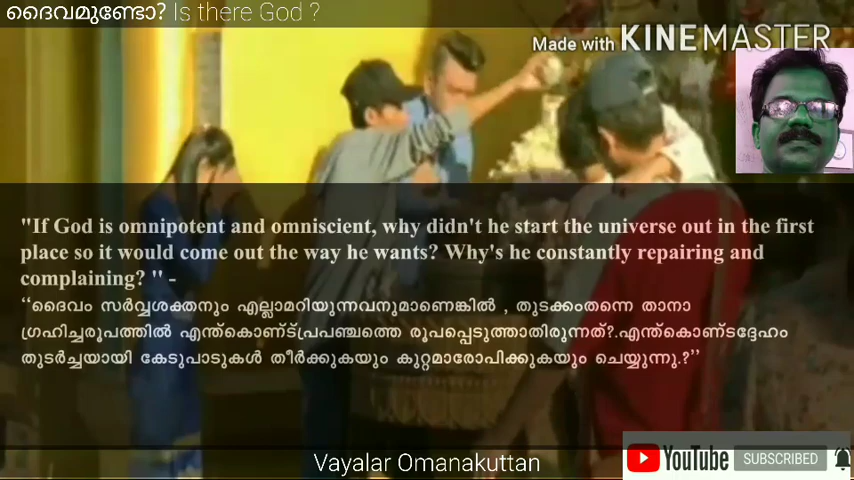 ദൈവമുണ്ടോ? Is there God ?
Made with KINEMASTER
"If God is omnipotent and omniscient, why didn't he start the universe out in the first
place so it would come out the way he wants? Why's he constantly repairing and
complaining? '' -
‘‘ദൈവം സർവ്വശക്തനും എല്ലാമറിയുന്നവനുമാണെങ്കിൽ , തുടക്കംതന്നെ താനാ
ഗ്രഹിച്ചരൂപത്തിൽ എന്ത്കൊണ്ട്പ്രപഞ്ചത്തെ രൂപപ്പെടുത്താതിരുന്നത്?.എന്ത്കൊണ്ടദ്ദേഹം
തുടർച്ചയായി കേടുപാടുകൾ തീർക്കുകയും കുറ്റമാരോപിക്കുകയും ചെയ്യുന്നു.?’’
Vayalar Omanakuttan
YouTube SUBSCRIBED